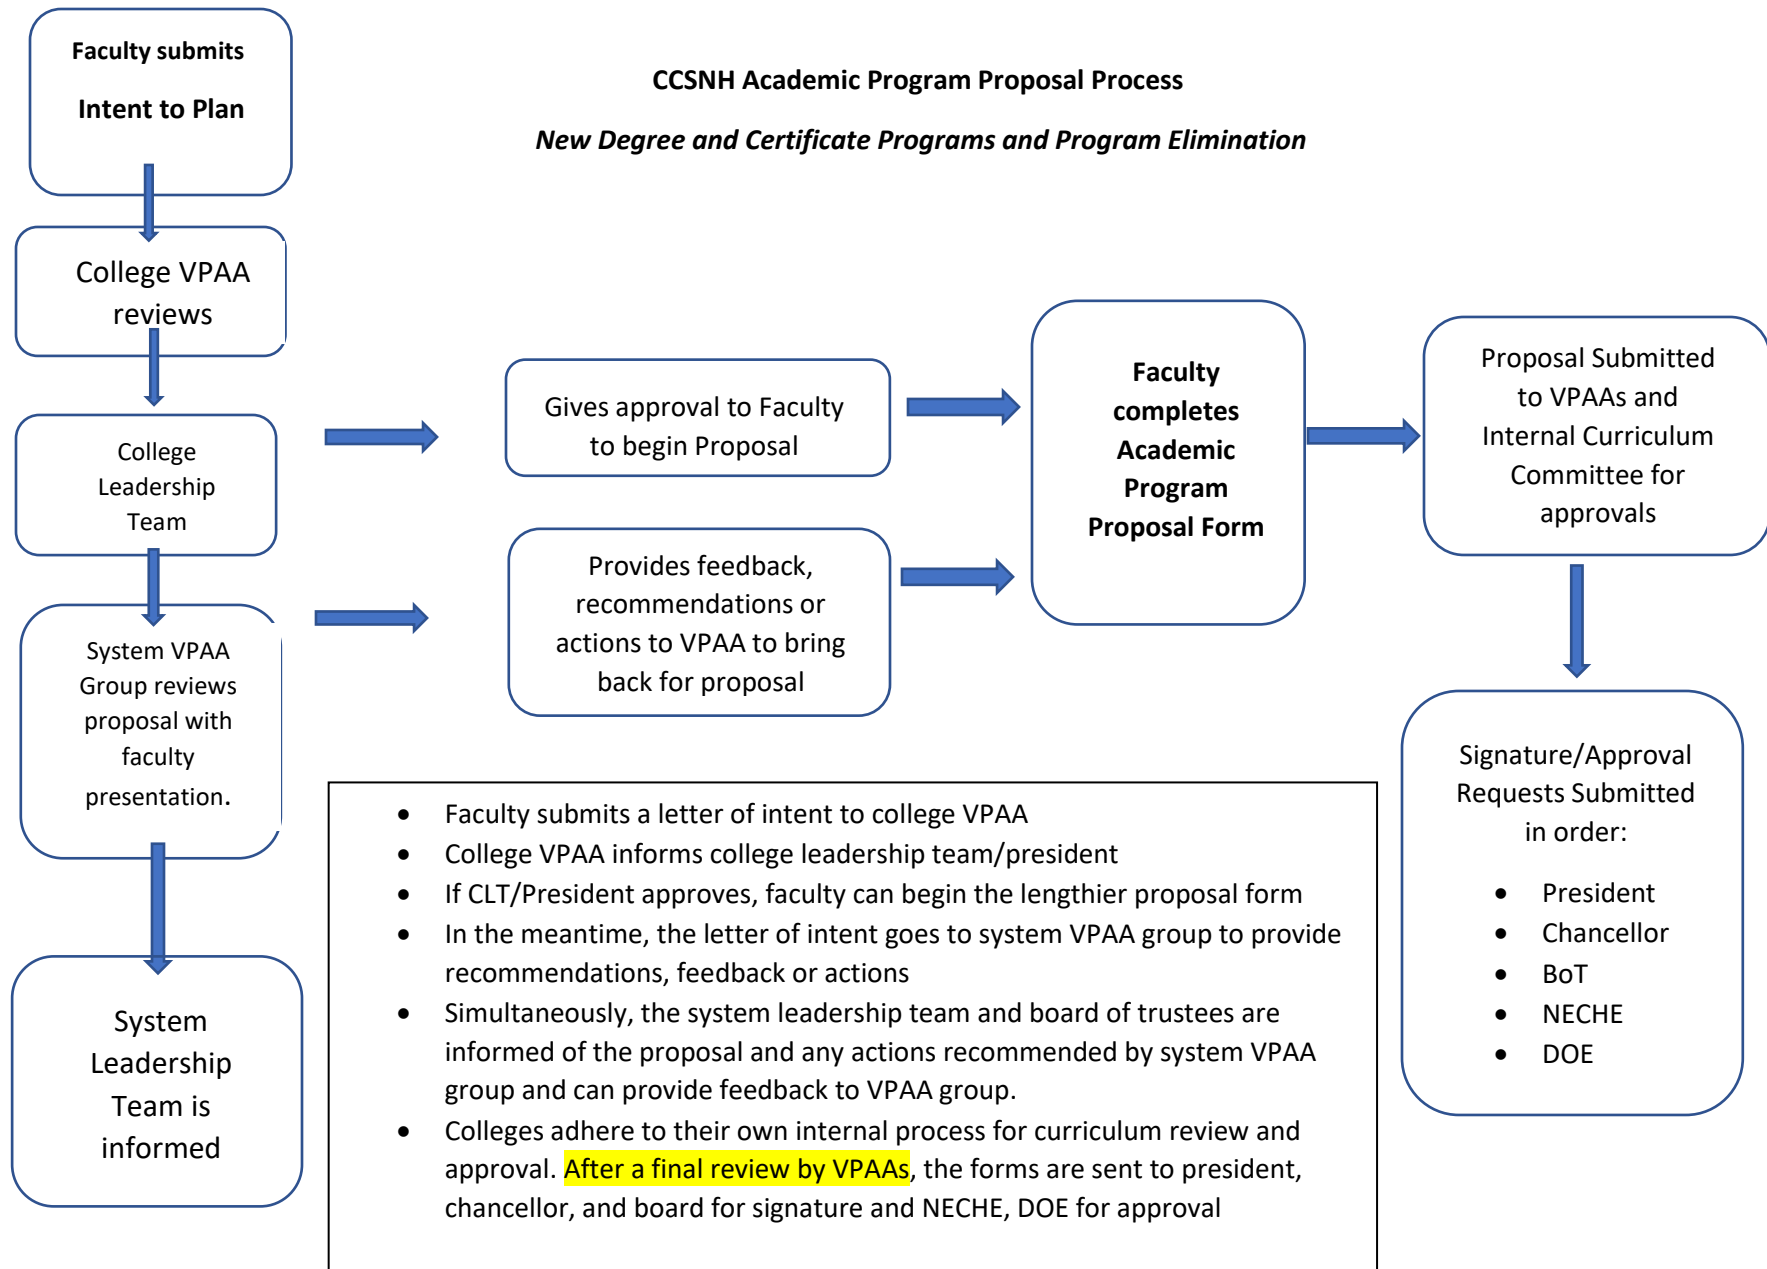 Faculty submits
Intent to Plan
CCSNH Academic Program Proposal Process
New Degree and Certificate Programs and Program Elimination
College VPAA
reviews
College
Leadership
Team
System VPAA
Group reviews
proposal with
faculty
presentation.
System
Leadership
Team is
informed
Gives approval to Faculty
to begin Proposal
Provides feedback,
recommendations or
actions to VPAA to bring
back for proposal
Faculty
completes
Academic
Program
Proposal Form
Proposal Submitted
to VPAAs and
Internal Curriculum
Committee for
approvals
Signature/Approval
Requests Submitted
in order:
• President
• Chancellor
• BoT
• NECHE
• DOE
• Faculty submits a letter of intent to college VPAA
• College VPAA informs college leadership team/president
• If CLT/President approves, faculty can begin the lengthier proposal form
• In the meantime, the letter of intent goes to system VPAA group to provide
recommendations, feedback or actions
• Simultaneously, the system leadership team and board of trustees are
informed of the proposal and any actions recommended by system VPAA
group and can provide feedback to VPAA group.
• Colleges adhere to their own internal process for curriculum review and
approval. After a final review by VPAAs, the forms are sent to president,
chancellor, and board for signature and NECHE, DOE for approval